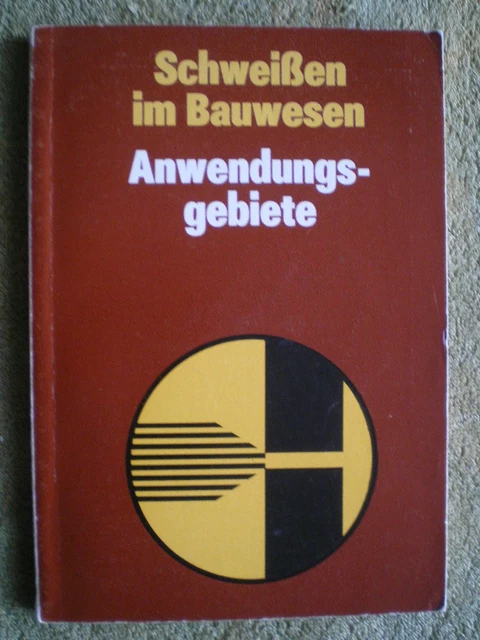 Schweißen
im Bauwesen
Anwendungs-
gebiete